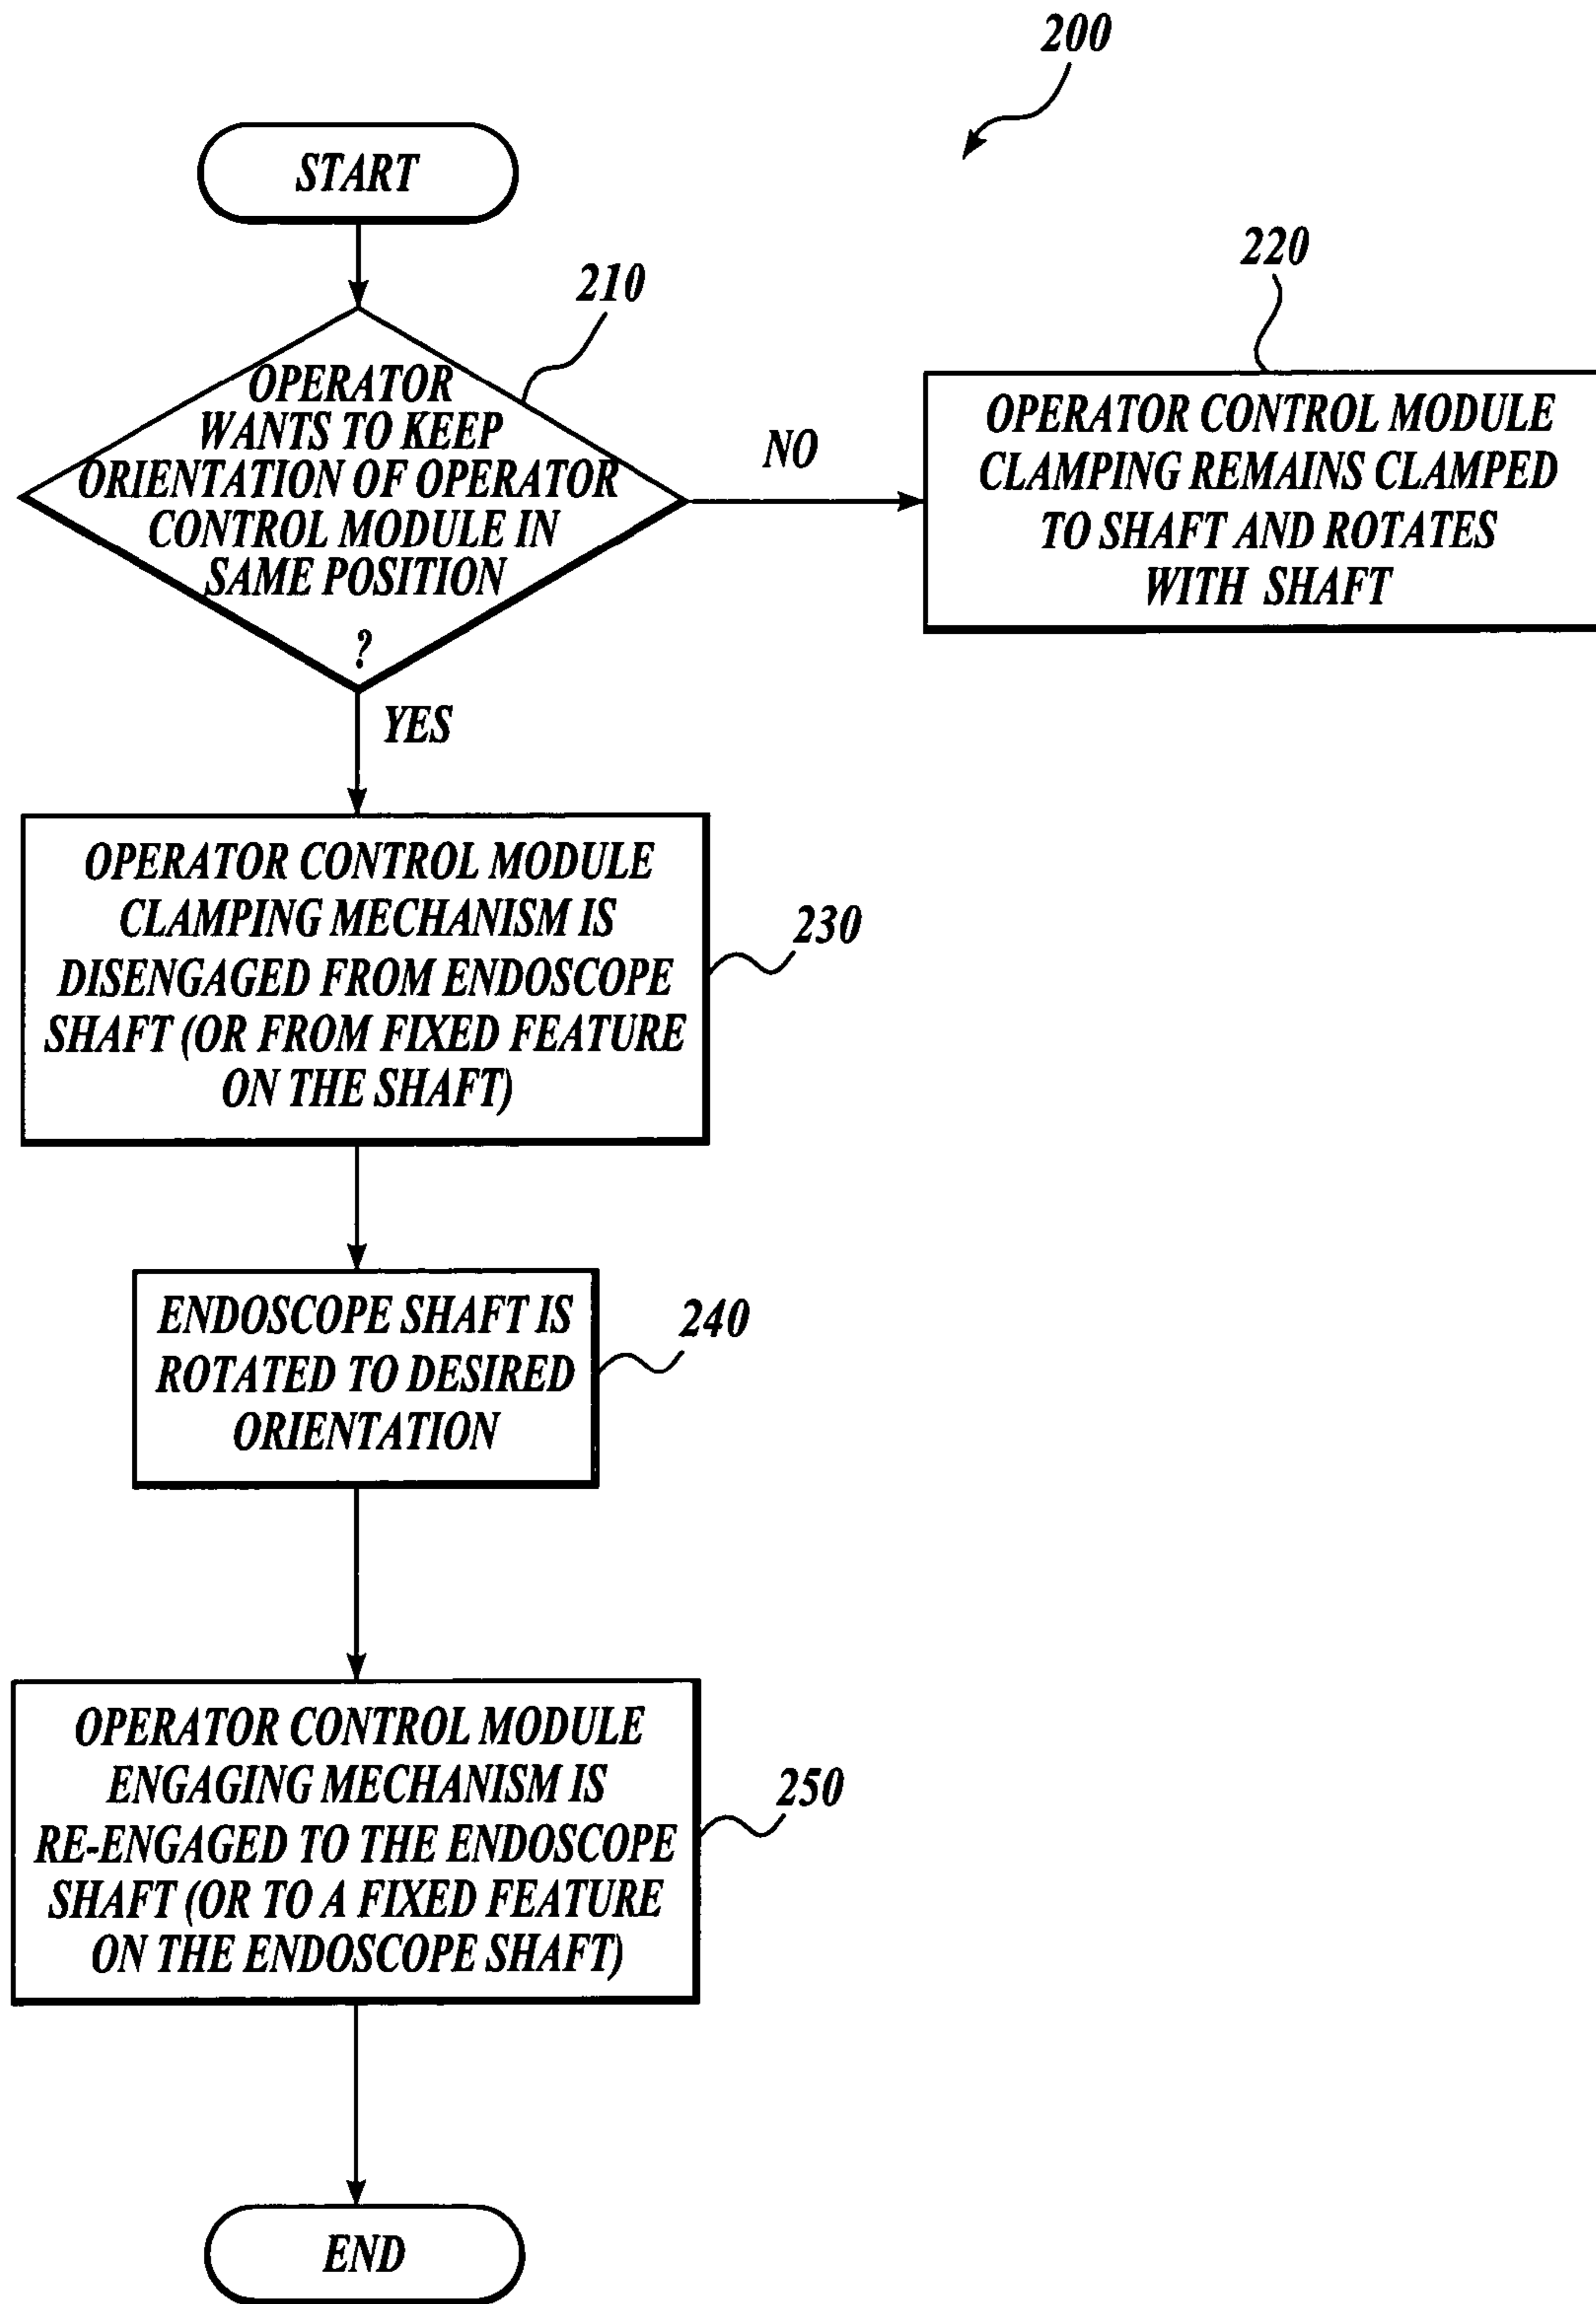 200
START
210
OPERATOR
WANTS TO KEEP
ORIENTATION OF OPERATOR
CONTROL MODULE IN
SAME POSITION
?
NO
220
OPERATOR CONTROL MODULE
CLAMPING REMAINS CLAMPED
TO SHAFT AND ROTATES
WITH SHAFT
YES
OPERATOR CONTROL MODULE
CLAMPING MECHANISM IS
DISENGAGED FROM ENDOSCOPE
SHAFT (OR FROM FIXED FEATURE
ON THE SHAFT)
230
ENDOSCOPE SHAFT IS
ROTATED TO DESIRED
ORIENTATION
240
OPERATOR CONTROL MODULE
ENGAGING MECHANISM IS
RE-ENGAGED TO THE ENDOSCOPE
SHAFT (OR TO A FIXED FEATURE
ON THE ENDOSCOPE SHAFT)
250
END